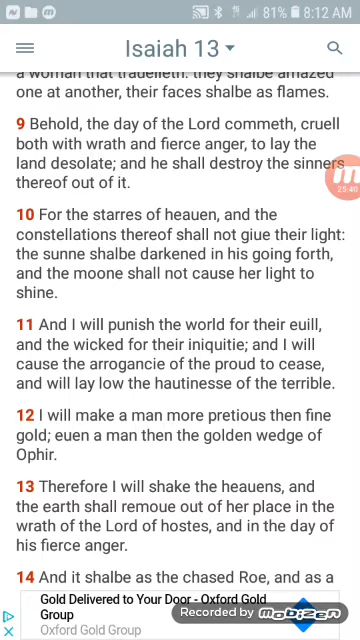 81% 8:12 AM
Isaiah 13
a woman that trauelleth: they shalbe amazed
one at another, their faces shalbe as flames.
9 Behold, the day of the Lord commeth, cruell
both with wrath and fierce anger, to lay the
land desolate; and he shall destroy the sinners
thereof out of it.
25:40
10 For the starres of heauen, and the
constellations thereof shall not giue their light:
the sunne shalbe darkened in his going forth,
and the moone shall not cause her light to
shine.
11 And I will punish the world for their euill,
and the wicked for their iniquitie; and I will
cause the arrogancie of the proud to cease,
and will lay low the hautinesse of the terrible.
12 I will make a man more pretious then fine
gold; euen a man then the golden wedge of
Ophir.
13 Therefore I will shake the heauens, and
the earth shall remoue out of her place in the
wrath of the Lord of hostes, and in the day of
his fierce anger.
14 And it shalbe as the chased Roe, and as a
Gold Delivered to Your Door - Oxford Gold
Group
Oxford Gold Group
Recorded by mobizen